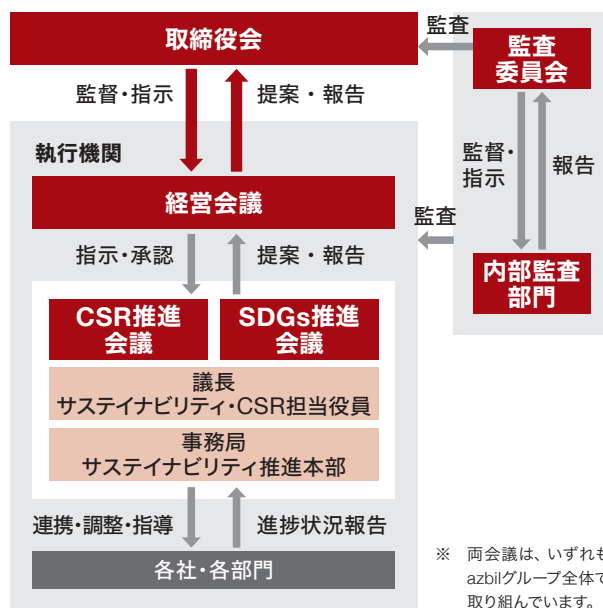 取締役会
監査
監査
委員会
監督・指示
提案・報告
執行機関
監督・
指示
報告
経営会議
監査
指示・承認
提案・報告
内部監査
部門
CSR推進
会議
SDGs推進
会議
議長
サステイナビリティ・CSR担当役員
事務局
サステイナビリティ推進本部
連携・調整・指導
進捗状況報告
各社・各部門
※ 両会議は、いずれも
azbilグループ全体で
取り組んでいます。